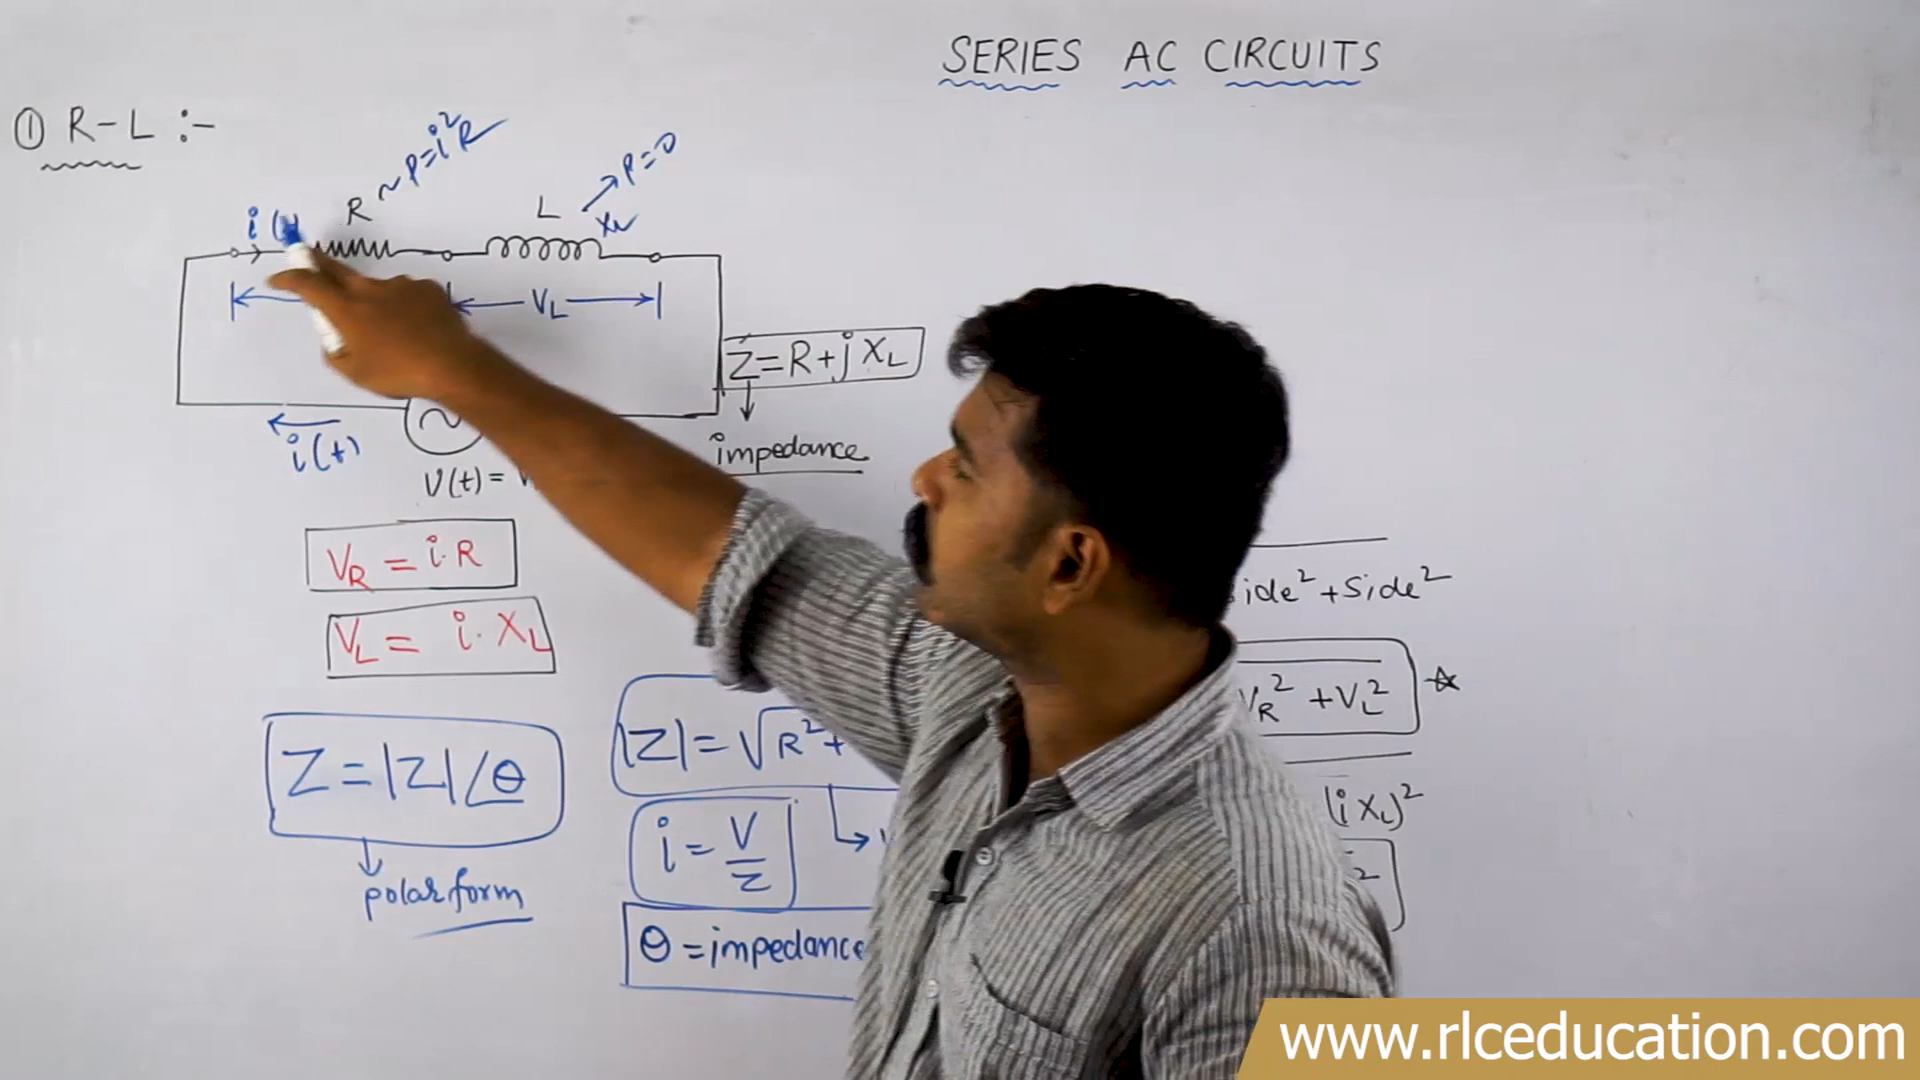 SERIES AC CIRCUITS
① R-L :-
P=i²R
P=0
R
L
XL
VL
Z=R+jXL
i(t)
impedance
V(t)=
VR = i·R
VL = i·XL
Side²+Side²
VR²+VL²
Z=|Z|∠θ
|Z|=√R²+
(iXL)²
i=V/Z
polar form
θ=impedance
www.rlceducation.com